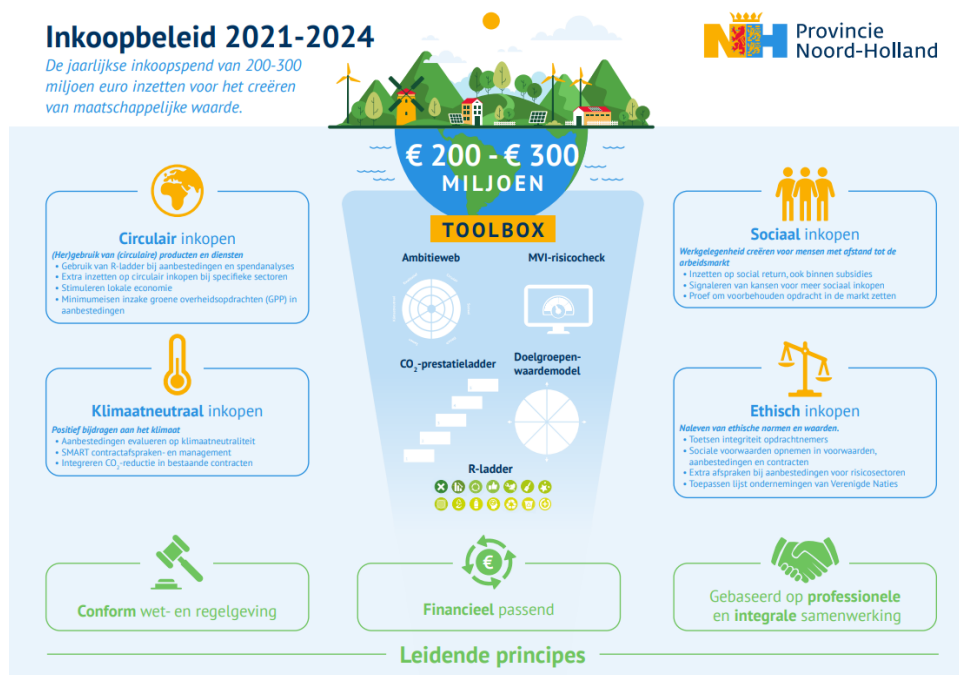 Inkoopbeleid 2021-2024
De jaarlijkse inkoopspend van 200-300
miljoen euro inzetten voor het creëren
van maatschappelijke waarde.
Provincie
Noord-Holland
€ 200 - € 300
MILJOEN
TOOLBOX
Circulair inkopen
(Her)gebruik van (circulaire) producten en diensten
• Gebruik van R-ladder bij aanbestedingen en spendanalyses
• Extra inzetten op circulair inkopen bij specifieke sectoren
• Stimuleren lokale economie
• Minimumeisen inzake groene overheidsopdrachten (GPP) in
aanbestedingen
Klimaatneutraal inkopen
Positief bijdragen aan het klimaat
• Aanbestedingen evalueren op klimaatneutraliteit
• SMART contractafspraken- en management
• Integreren CO₂-reductie in bestaande contracten
Ambitieweb
MVI-risicocheck
CO₂-prestatieladder
Doelgroepen-
waardemodel
R-ladder
Sociaal inkopen
Werkgelegenheid creëren voor mensen met afstand tot de
arbeidsmarkt
• Inzetten op social return, ook binnen subsidies
• Signaleren van kansen voor meer sociaal inkopen
• Proef om voorbehouden opdracht in de markt zetten
Ethisch inkopen
Naleven van ethische normen en waarden.
• Toetsen integriteit opdrachtnemers
• Sociale voorwaarden opnemen in voorwaarden,
aanbestedingen en contracten
• Extra afspraken bij aanbestedingen voor risicosectoren
• Toepassen lijst ondernemingen van Verenigde Naties
Conform wet- en regelgeving
€
Financieel passend
Gebaseerd op professionele
en integrale samenwerking
Leidende principes